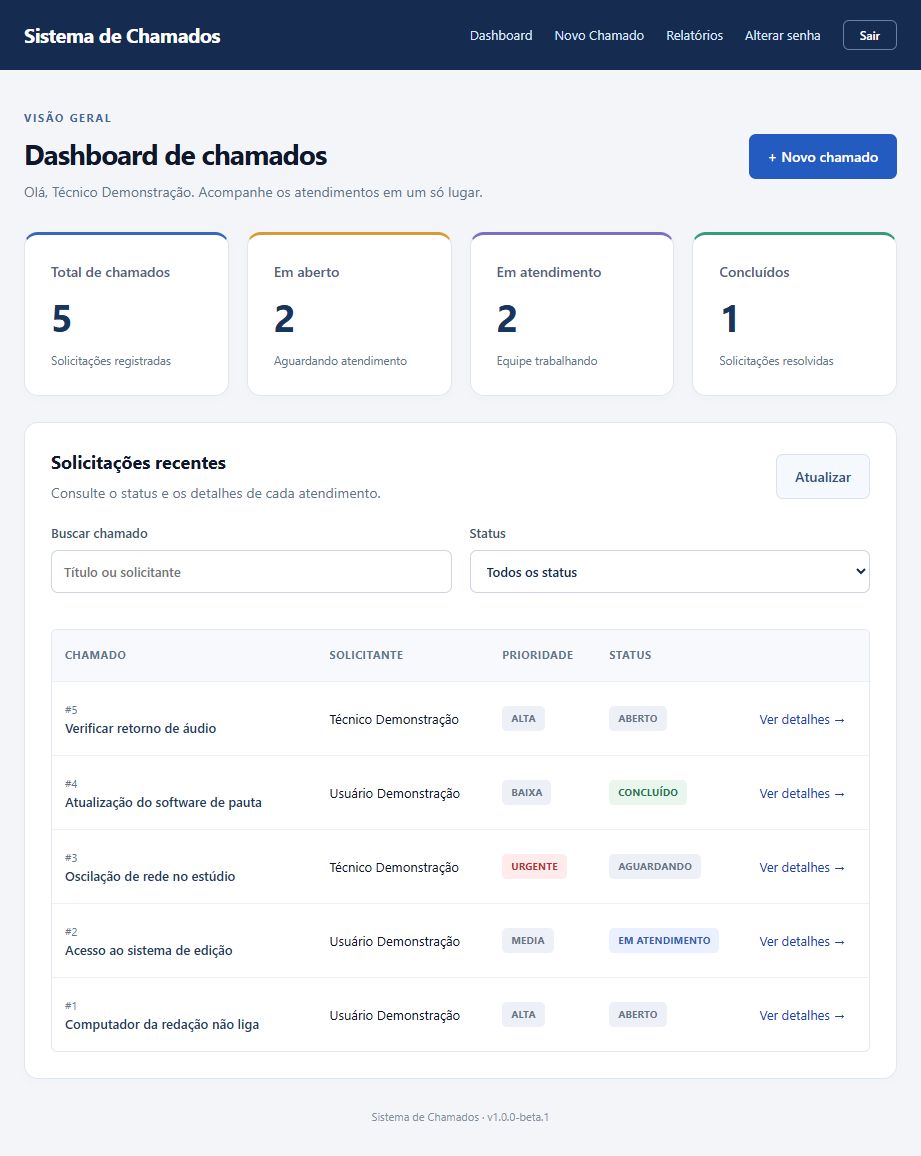 Sistema de Chamados
Dashboard Novo Chamado Relatórios Alterar senha Sair
VISÃO GERAL
Dashboard de chamados
+ Novo chamado
Olá, Técnico Demonstração. Acompanhe os atendimentos em um só lugar.
Total de chamados
5
Solicitações registradas
Em aberto
2
Aguardando atendimento
Em atendimento
2
Equipe trabalhando
Concluídos
1
Solicitações resolvidas
Solicitações recentes
Consulte o status e os detalhes de cada atendimento.
Atualizar
Buscar chamado
Título ou solicitante
Status
Todos os status
CHAMADO SOLICITANTE PRIORIDADE STATUS
#5
Verificar retorno de áudio Técnico Demonstração ALTA ABERTO Ver detalhes →
#4
Atualização do software de pauta Usuário Demonstração BAIXA CONCLUÍDO Ver detalhes →
#3
Oscilação de rede no estúdio Técnico Demonstração URGENTE AGUARDANDO Ver detalhes →
#2
Acesso ao sistema de edição Usuário Demonstração MEDIA EM ATENDIMENTO Ver detalhes →
#1
Computador da redação não liga Usuário Demonstração ALTA ABERTO Ver detalhes →
Sistema de Chamados · v1.0.0-beta.1